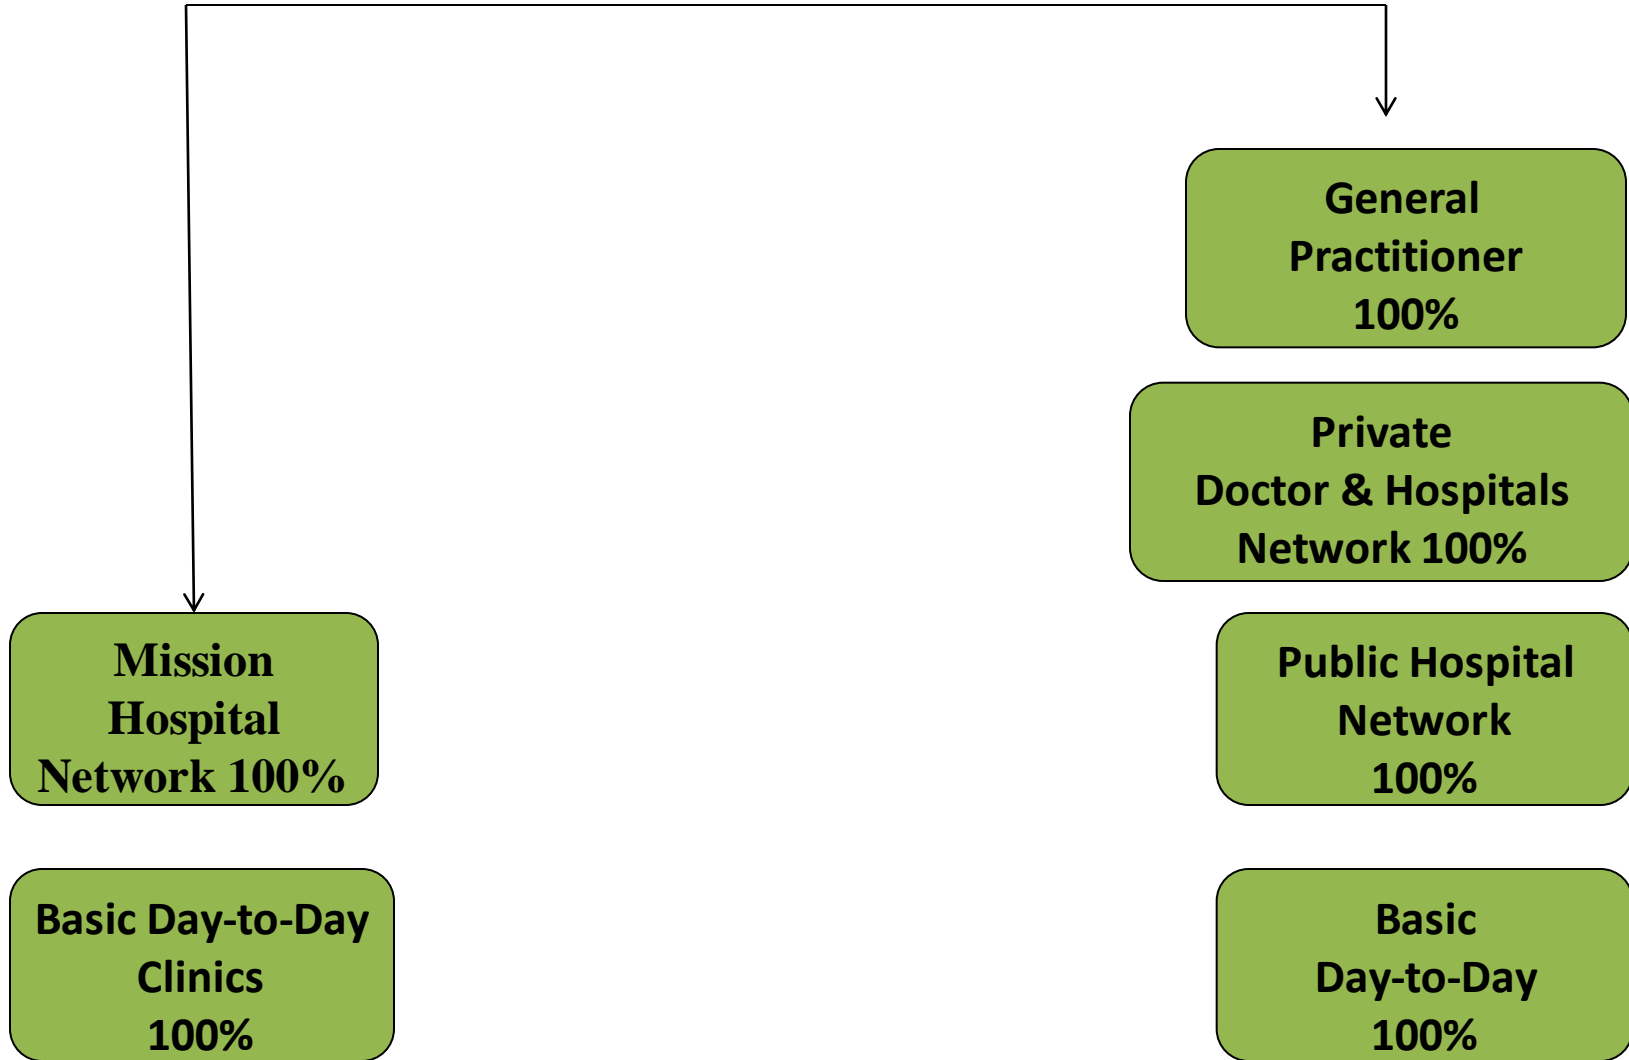 General
Practitioner
100%
Private
Doctor & Hospitals
Network 100%
Mission
Hospital
Network 100%
Public Hospital
Network
100%
Basic Day-to-Day
Clinics
100%
Basic
Day-to-Day
100%